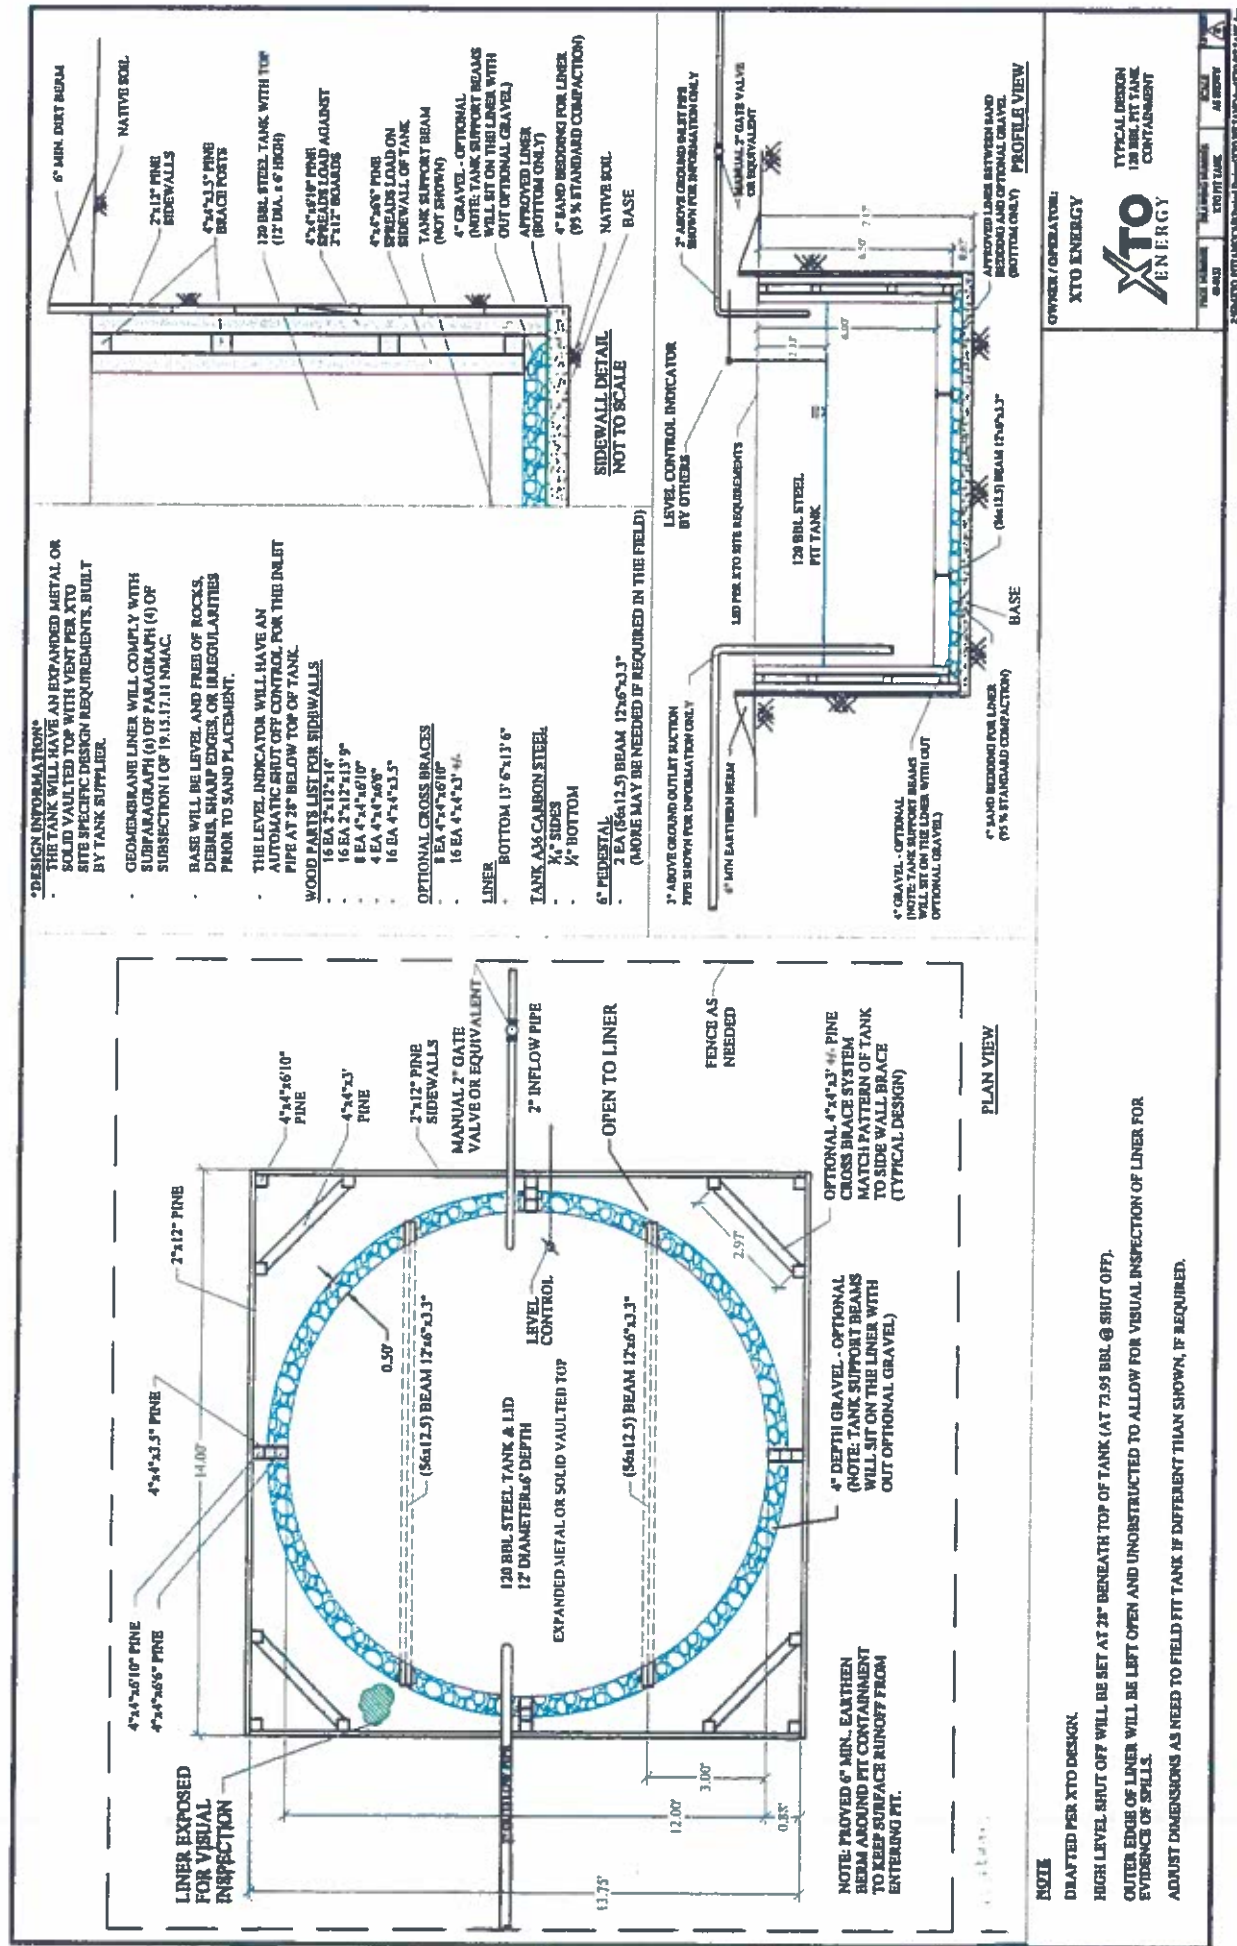 *DESIGN INFORMATION*
- THE TANK WILL HAVE AN EXPANDED METAL OR
SOLID VAULTED TOP WITH VENT PER XTO
SITE SPECIFIC DESIGN REQUIREMENTS, BUILT
BY TANK SUPPLIER.
- GEOMEMBRANE LINER WILL COMPLY WITH
SUBPARAGRAPH (a) OF PARAGRAPH (4) OF
SUBSECTION I OF 19.15.17.11 NMAC.
- BASE WILL BE LEVEL AND FREE OF ROCKS,
DEBRIS, SHARP EDGES, OR IRREGULARITIES
PRIOR TO SAND PLACEMENT.
- THE LEVEL INDICATOR WILL HAVE AN
AUTOMATIC SHUT OFF CONTROL FOR THE INLET
PIPE AT 28" BELOW TOP OF TANK.
WOOD PARTS LIST FOR SIDEWALLS
- 16 EA 2"x12"x14'
- 16 EA 2"x12"x13'9"
- 8 EA 4"x4"x6'10"
- 4 EA 4"x4"x6'6"
- 16 EA 4"x4"x3.5"
OPTIONAL CROSS BRACES
- 8 EA 4"x4"x6'10"
- 16 EA 4"x4"x3' +/-
LINER
- BOTTOM 13' 6"x13' 6"
TANK A36 CARBON STEEL
" SIDES
" BOTTOM
6" PEDESTAL
- 2 EA (S6x12.5) BEAM 12'x6"x3.3"
(MORE MAY BE NEEDED IF REQUIRED IN THE FIELD)
6" MIN. DIRT BERM
NATIVE SOIL
2"x12" PINE
SIDEWALLS
4"x4"x3.5" PINE
BRACE POSTS
120 BBL STEEL TANK WITH TOP
(12' DIA. x 6' HIGH)
4"x4"x6'10" PINE
SPREADS LOAD AGAINST
2"x12" BOARDS
4"x4"x6'6" PINE
SPREADS LOAD ON
SIDEWALL OF TANK
TANK SUPPORT BEAM
(NOT SHOWN)
4" GRAVEL - OPTIONAL
(NOTE: TANK SUPPORT BEAMS
WILL SIT ON THE LINER WITH
OUT OPTIONAL GRAVEL)
APPROVED LINER
(BOTTOM ONLY)
4" SAND BEDDING FOR LINER
(95 % STANDARD COMPACTION)
NATIVE SOIL
BASE
SIDEWALL DETAIL
NOT TO SCALE
LINER EXPOSED
FOR VISUAL
INSPECTION
4"x4"x6'10" PINE
4"x4"x6'6" PINE
4"x4"x3.5" PINE
2"x12" PINE
4"x4"x6'10"
PINE
4"x4"x3'
PINE
2"x12" PINE
SIDEWALLS
MANUAL 2" GATE
VALVE OR EQUIVALENT
2" INFLOW PIPE
OPEN TO LINER
FENCE AS
NEEDED
14.00'
0.50'
(S6x12.5) BEAM 12'x6"x3.3"
LEVEL
CONTROL
120 BBL STEEL TANK & LID
12' DIAMETERx6' DEPTH
EXPANDED METAL OR SOLID VAULTED TOP
(S6x12.5) BEAM 12'x6"x3.3"
2.97'
3.00'
12.00'
0.88'
13.75'
OPTIONAL 4"x4"x3' +/- PINE
CROSS BRACE SYSTEM
MATCH PATTERN OF TANK
TO SIDE WALL BRACE
(TYPICAL DESIGN)
4" DEPTH GRAVEL - OPTIONAL
(NOTE: TANK SUPPORT BEAMS
WILL SIT ON THE LINER WITH
OUT OPTIONAL GRAVEL)
NOTE: PROVED 6" MIN.. EARTHEN
BERM AROUND PIT CONTAINMENT
TO KEEP SURFACE RUNOFF FROM
ENTERING PIT.
PLAN VIEW
3" ABOVE GROUND OUTLET SUCTION
PIPE SHOWN FOR INFORMATION ONLY
6" MIN EARTHEN BERM
LEVEL CONTROL INDICATOR
BY OTHERS
LID PER XTO SITE REQUIREMENTS
120 BBL STEEL
PIT TANK
2" ABOVE GROUND INLET PIPE
SHOWN FOR INFORMATION ONLY
MANUAL 2" GATE VALVE
OR EQUIVALENT
6.00'
6.50'
4" GRAVEL - OPTIONAL
(NOTE: TANK SUPPORT BEAMS
WILL SIT ON THE LINER WITH OUT
OPTIONAL GRAVEL)
4" SAND BEDDING FOR LINER
(95 % STANDARD COMPACTION)
BASE
(S6x12.5) BEAM 12'x6"x3.3"
APPROVED LINER BETWEEN SAND
BEDDING AND OPTIONAL GRAVEL
(BOTTOM ONLY)
PROFILE VIEW
NOTE
DRAFTED PER XTO DESIGN.
HIGH LEVEL SHUT OFF WILL BE SET AT 28" BENEATH TOP OF TANK (AT 73.95 BBL @ SHUT OFF).
OUTER EDGE OF LINER WILL BE LEFT OPEN AND UNOBSTRUCTED TO ALLOW FOR VISUAL INSPECTION OF LINER FOR
EVIDENCE OF SPILLS.
ADJUST DIMENSIONS AS NEED TO FIELD FIT TANK IF DIFFERENT THAN SHOWN, IF REQUIRED.
OWNER / OPERATOR:
XTO ENERGY
XTO
ENERGY
TYPICAL DESIGN
120 BBL PIT TANK
CONTAINMENT
SCALE
AS SHOWN
XTO PIT TANK